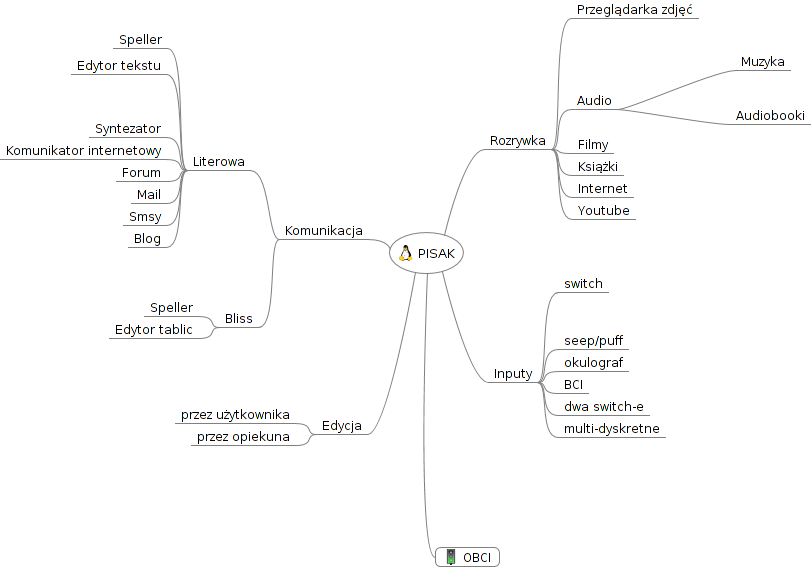 PISAK
Komunikacja
Literowa
Speller
Edytor tekstu
Syntezator
Komunikator internetowy
Forum
Mail
Smsy
Blog
Bliss
Speller
Edytor tablic
Edycja
przez użytkownika
przez opiekuna
Rozrywka
Przeglądarka zdjęć
Audio
Muzyka
Audiobooki
Filmy
Książki
Internet
Youtube
Inputy
switch
seep/puff
okulograf
BCI
dwa switch-e
multi-dyskretne
OBCI